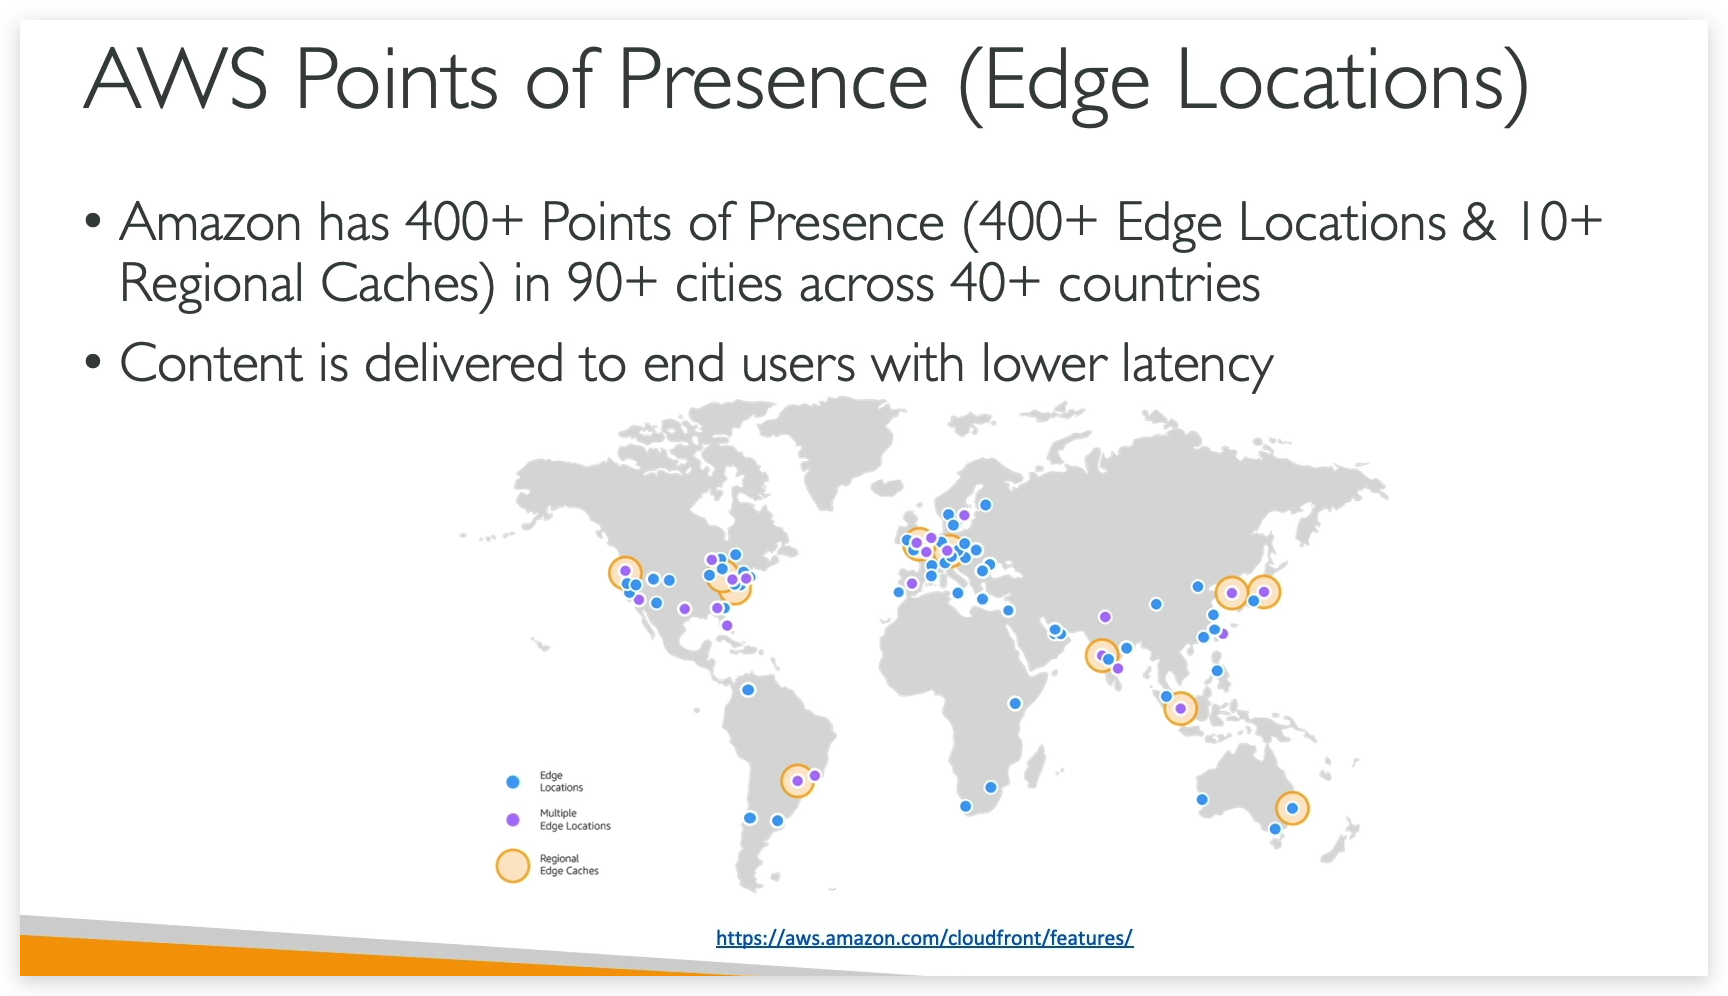 AWS Points of Presence (Edge Locations)
• Amazon has 400+ Points of Presence (400+ Edge Locations & 10+
Regional Caches) in 90+ cities across 40+ countries
• Content is delivered to end users with lower latency
Edge
Locations
Multiple
Edge Locations
Regional
Edge Caches
https://aws.amazon.com/cloudfront/features/